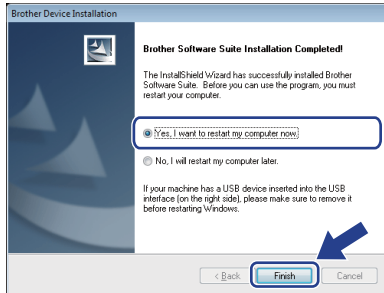 Brother Device Installation
Brother Software Suite Installation Completed!
The InstallShield Wizard has successfully installed Brother
Software Suite. Before you can use the program, you must
restart your computer.
Yes, I want to restart my computer now.
No, I will restart my computer later.
If your machine has a USB device inserted into the USB
interface (on the right side), please make sure to remove it
before restarting Windows.
< Back
Finish
Cancel